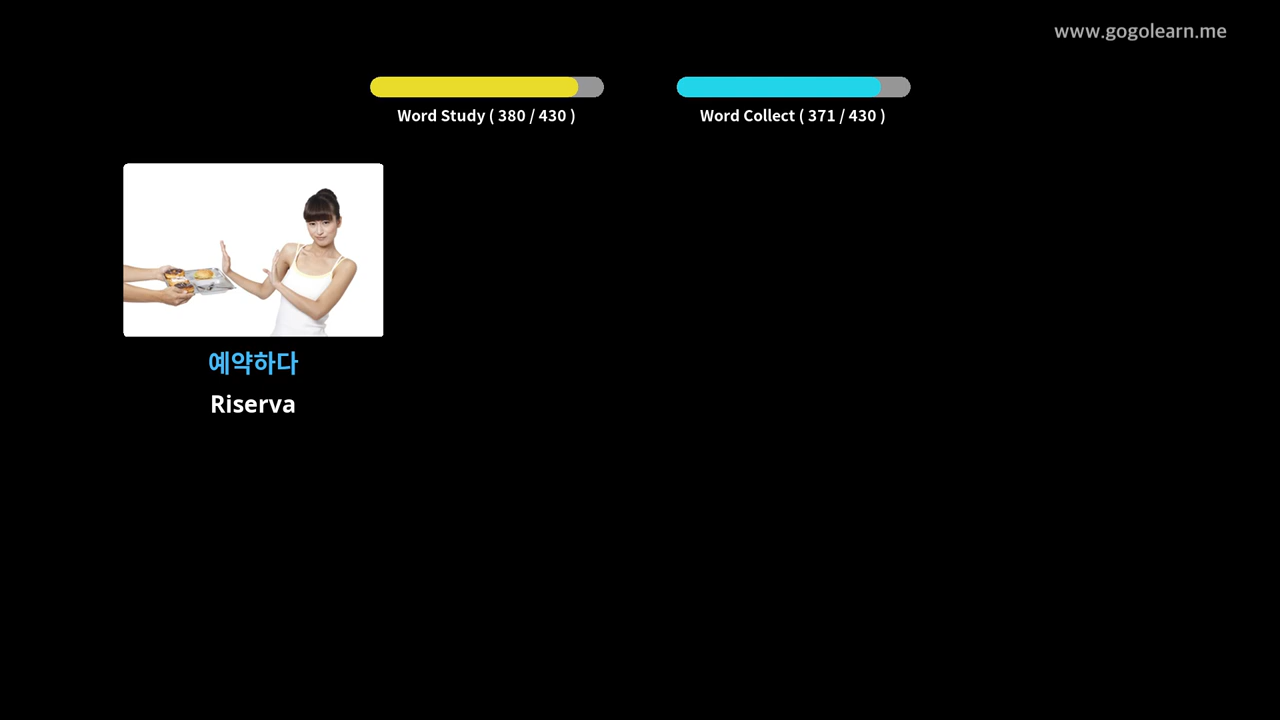 www.gogolearn.me
Word Study ( 380 / 430 )
Word Collect ( 371 / 430 )
예약하다
Riserva